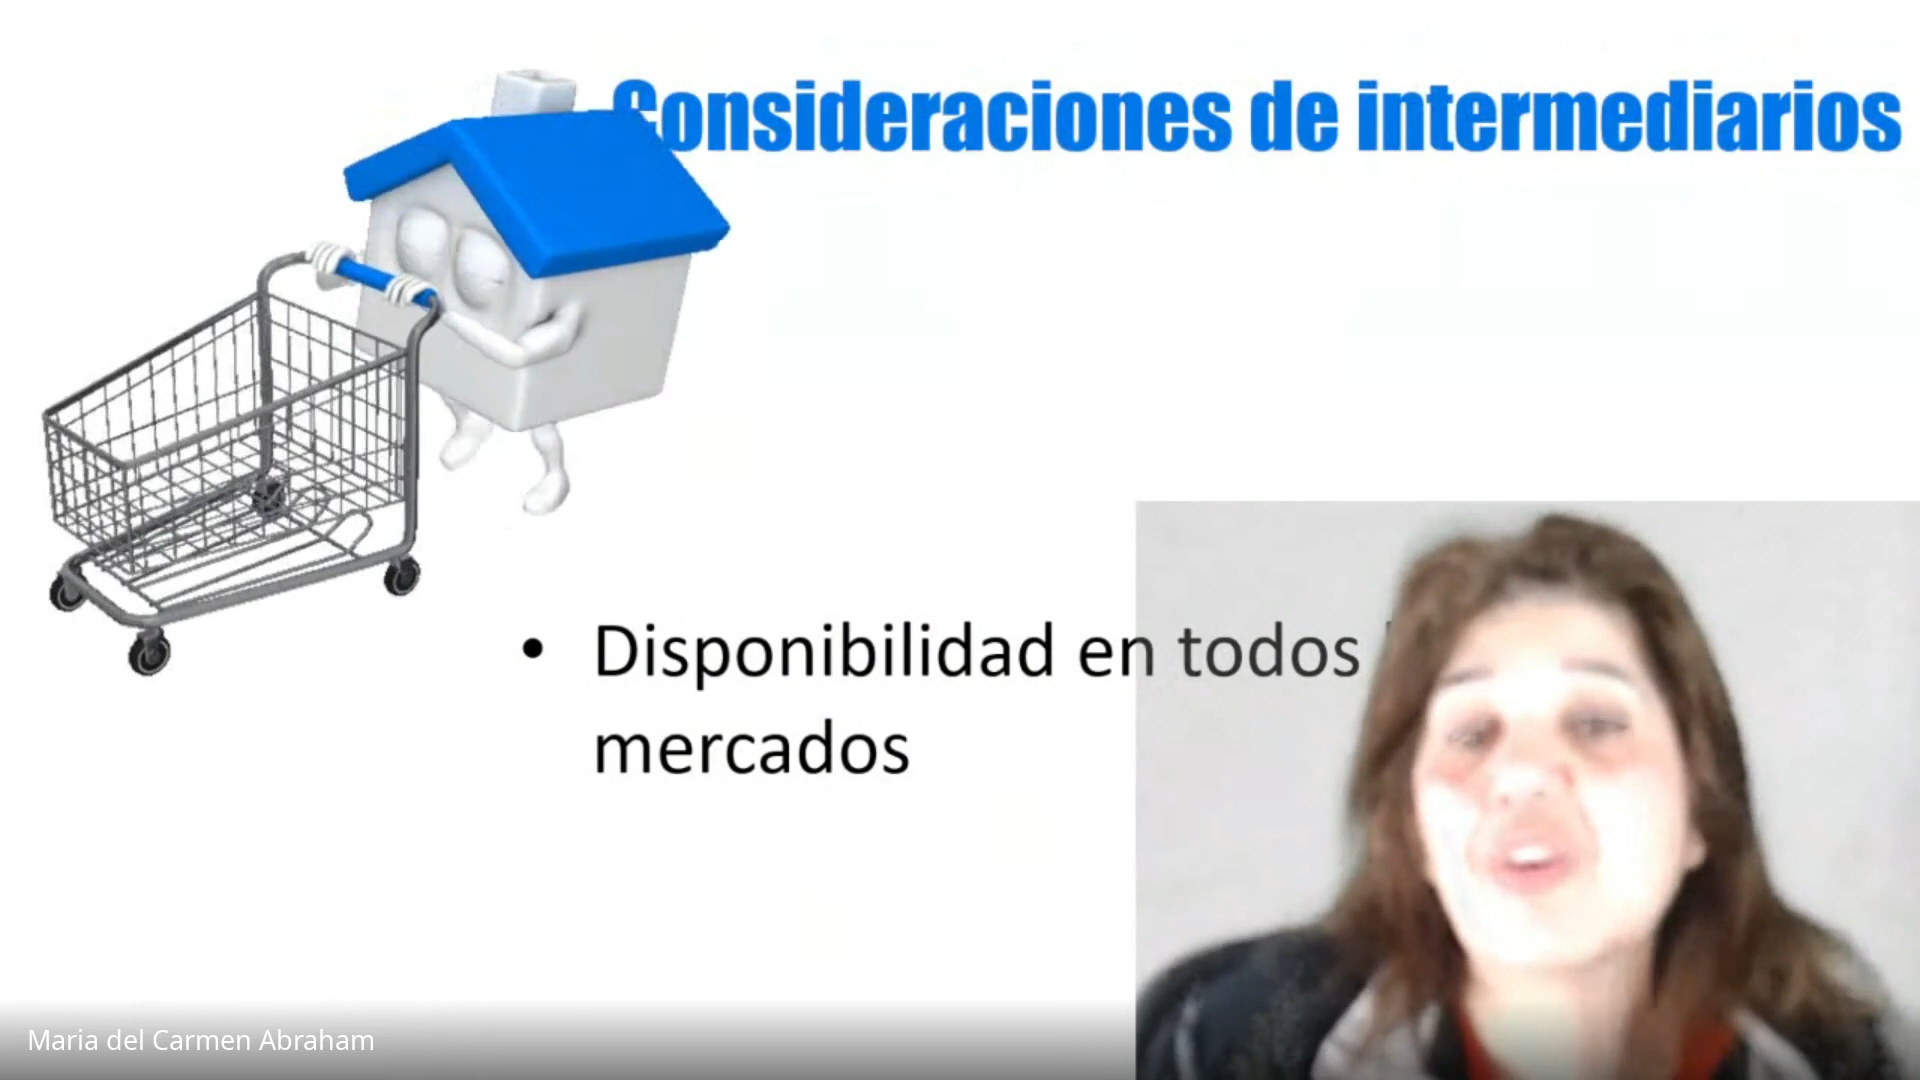 Consideraciones de intermediarios
• Disponibilidad en todos
mercados
Maria del Carmen Abraham